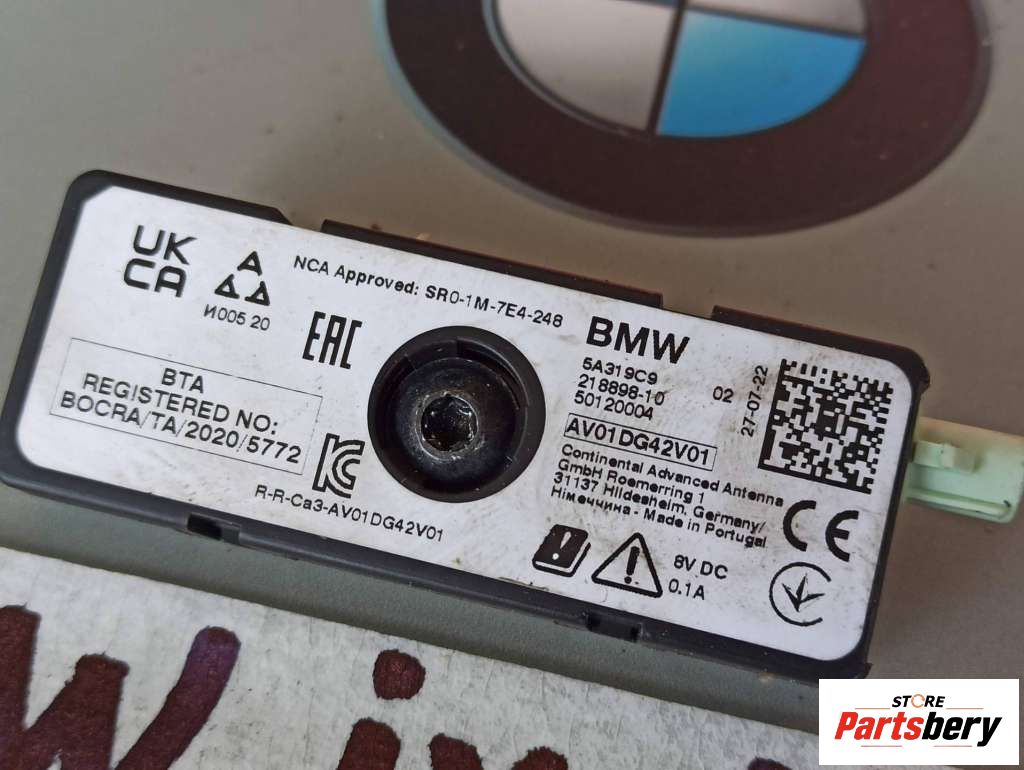 UK
CA
И005 20
NCA Approved: SR0-1M-7E4-248
EAC
BTA
REGISTERED NO:
BOCRA/TA/2020/5772
R-R-Ca3-AV01DG42V01
BMW
5A319C9
218898-10 02
50120004
27-07-22
AV01DG42V01
Continental Advanced Antenna
GmbH Roemerring 1
31137 Hildesheim, Germany/
Німеччина - Made in Portugal
CE
8V DC
0.1A
W in
STORE
Partsbery